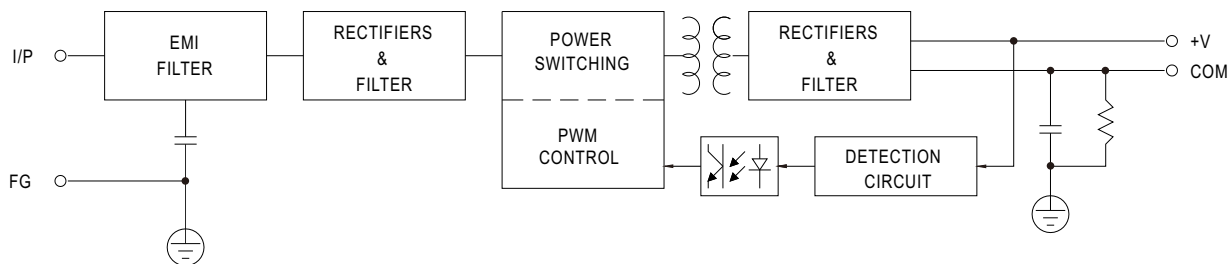 I/P
EMI
FILTER
RECTIFIERS
&
FILTER
POWER
SWITCHING
PWM
CONTROL
RECTIFIERS
&
FILTER
+V
COM
DETECTION
CIRCUIT
FG